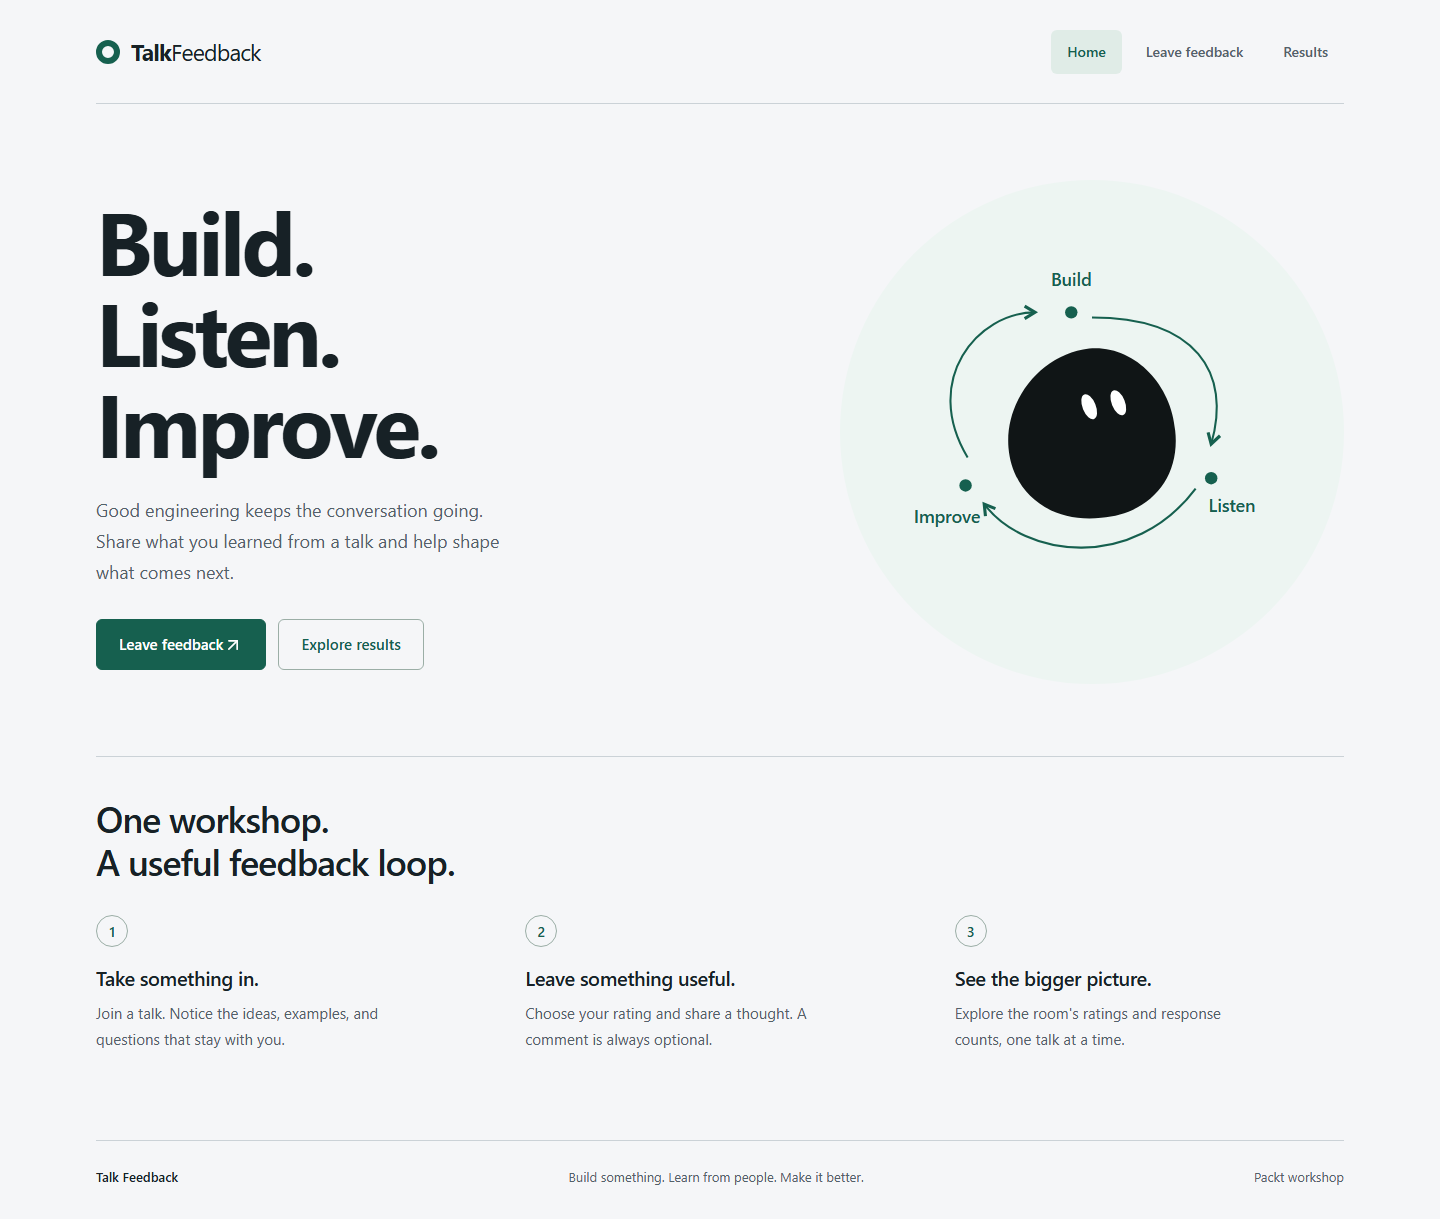 TalkFeedback
Home
Leave feedback
Results
Build.
Listen.
Improve.
Good engineering keeps the conversation going.
Share what you learned from a talk and help shape
what comes next.
Leave feedback
Explore results
Build
Listen
Improve
One workshop.
A useful feedback loop.
1
Take something in.
Join a talk. Notice the ideas, examples, and
questions that stay with you.
2
Leave something useful.
Choose your rating and share a thought. A
comment is always optional.
3
See the bigger picture.
Explore the room's ratings and response
counts, one talk at a time.
Talk Feedback
Build something. Learn from people. Make it better.
Packt workshop